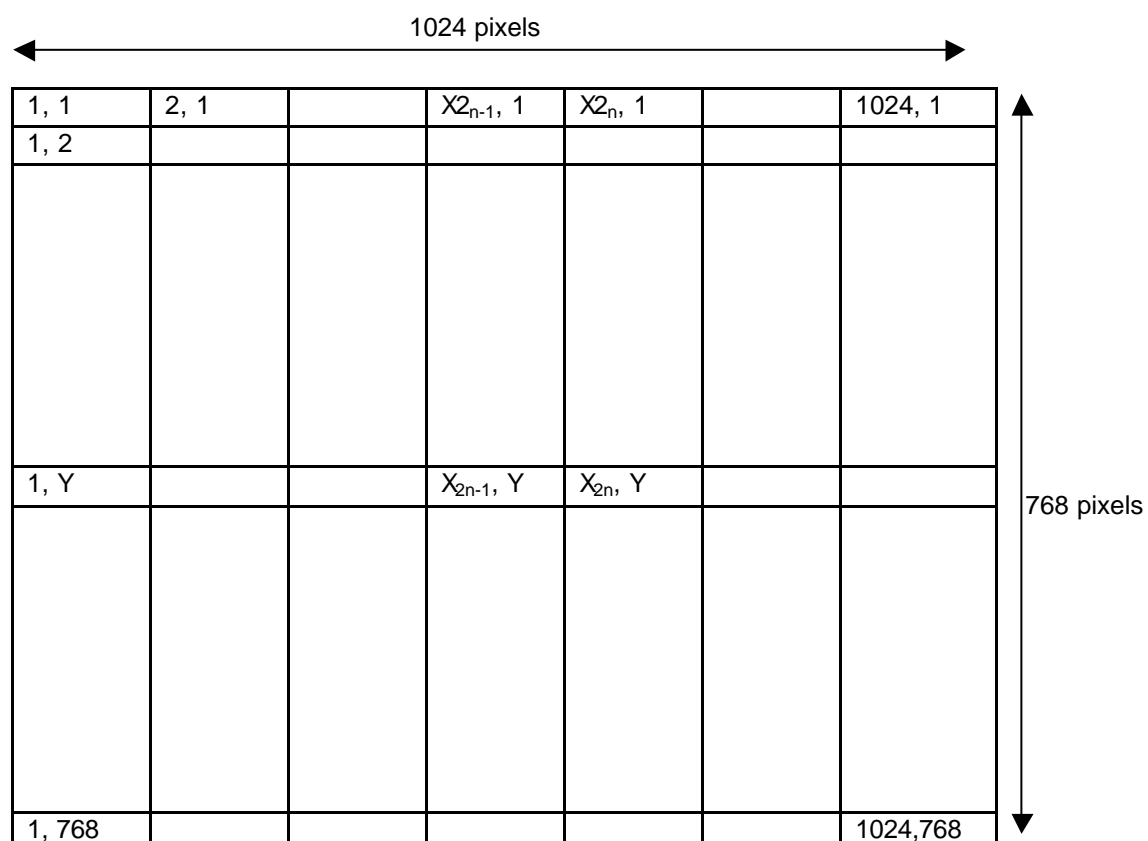 1024 pixels
1, 1 2, 1 X2n-1, 1 X2n, 1 1024, 1
1, 2
1, Y X2n-1, Y X2n, Y
768 pixels
1, 768 1024,768